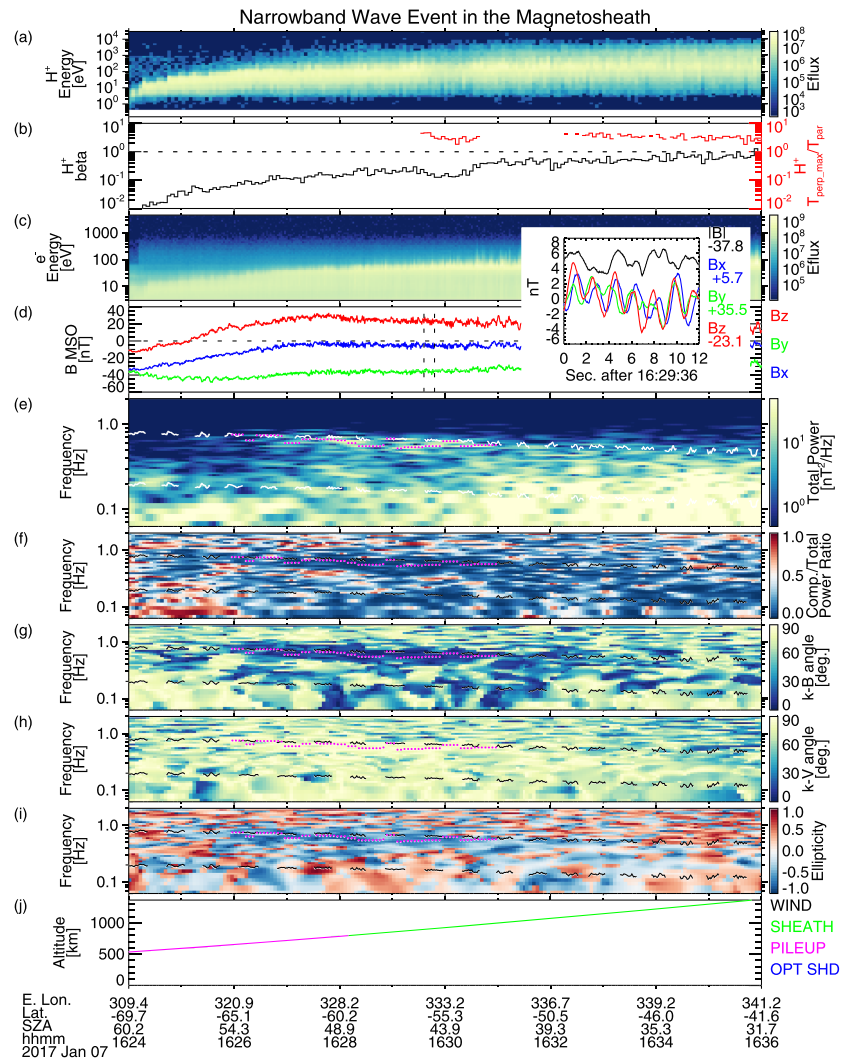 Narrowband Wave Event in the Magnetosheath
(a)
H+
Energy
[eV]
10^4
10^3
10^2
10^1
10^0
10^8
10^7
10^6
10^5
10^4
10^3
Eflux
(b)
H+
beta
10^1
10^0
10^-1
10^-2
10^1
10^0
10^-1
10^-2
H+
Tperp_max/Tpar
(c)
e-
Energy
[eV]
1000
100
10
10^9
10^8
10^7
10^6
10^5
Eflux
nT
8
6
4
2
0
-2
-4
-6
0 2 4 6 8 10 12
Sec. after 16:29:36
|B|
-37.8
Bx
+5.7
By
+35.5
Bz
-23.1
(d)
B MSO
[nT]
40
20
0
-20
-40
-60
Bz
By
Bx
(e)
Frequency
[Hz]
1.0
0.1
10^1
10^0
Total Power
[nT^2/Hz]
(f)
Frequency
[Hz]
1.0
0.1
1.0
0.5
0.0
Comp./Total
Power Ratio
(g)
Frequency
[Hz]
1.0
0.1
90
60
30
0
k-B angle
[deg.]
(h)
Frequency
[Hz]
1.0
0.1
90
60
30
0
k-V angle
[deg.]
(i)
Frequency
[Hz]
1.0
0.1
1.0
0.5
0.0
-0.5
-1.0
Ellipticity
(j)
Altitude
[km]
1000
500
0
WIND
SHEATH
PILEUP
OPT SHD
E. Lon. 309.4 320.9 328.2 333.2 336.7 339.2 341.2
Lat. -69.7 -65.1 -60.2 -55.3 -50.5 -46.0 -41.6
SZA 60.2 54.3 48.9 43.9 39.3 35.3 31.7
hhmm 1624 1626 1628 1630 1632 1634 1636
2017 Jan 07